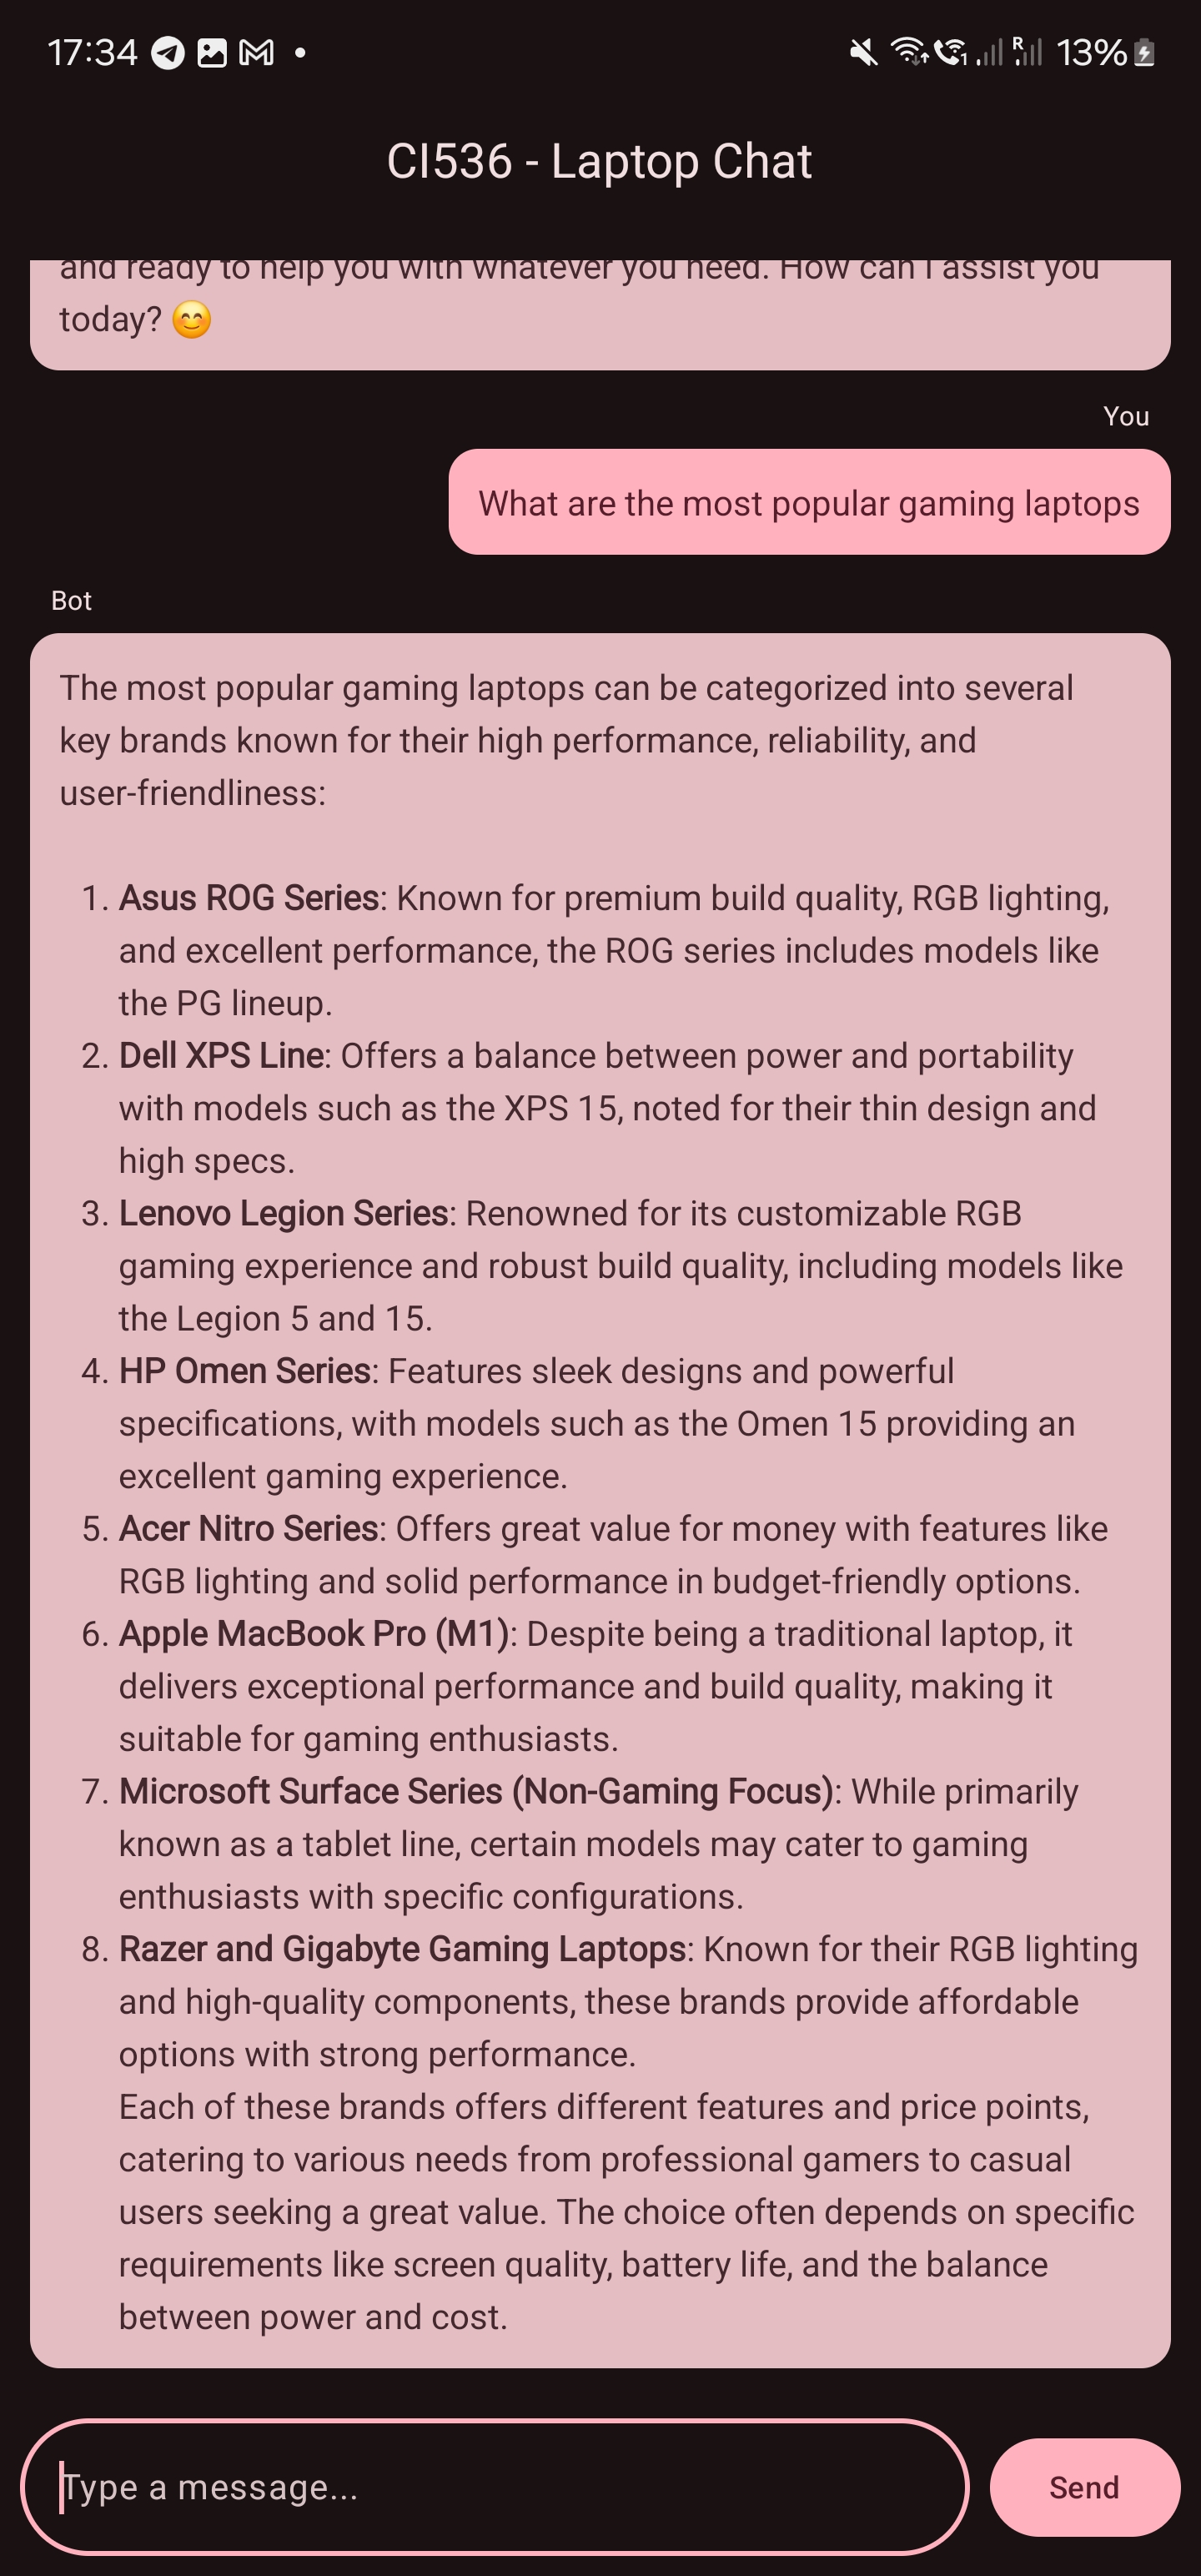 17:34
R
1
13%
CI536 - Laptop Chat
and ready to help you with whatever you need. How can I assist you
today? 😊
You
What are the most popular gaming laptops
Bot
The most popular gaming laptops can be categorized into several
key brands known for their high performance, reliability, and
user-friendliness:
1. Asus ROG Series: Known for premium build quality, RGB lighting,
and excellent performance, the ROG series includes models like
the PG lineup.
2. Dell XPS Line: Offers a balance between power and portability
with models such as the XPS 15, noted for their thin design and
high specs.
3. Lenovo Legion Series: Renowned for its customizable RGB
gaming experience and robust build quality, including models like
the Legion 5 and 15.
4. HP Omen Series: Features sleek designs and powerful
specifications, with models such as the Omen 15 providing an
excellent gaming experience.
5. Acer Nitro Series: Offers great value for money with features like
RGB lighting and solid performance in budget-friendly options.
6. Apple MacBook Pro (M1): Despite being a traditional laptop, it
delivers exceptional performance and build quality, making it
suitable for gaming enthusiasts.
7. Microsoft Surface Series (Non-Gaming Focus): While primarily
known as a tablet line, certain models may cater to gaming
enthusiasts with specific configurations.
8. Razer and Gigabyte Gaming Laptops: Known for their RGB lighting
and high-quality components, these brands provide affordable
options with strong performance.
Each of these brands offers different features and price points,
catering to various needs from professional gamers to casual
users seeking a great value. The choice often depends on specific
requirements like screen quality, battery life, and the balance
between power and cost.
Type a message...
Send